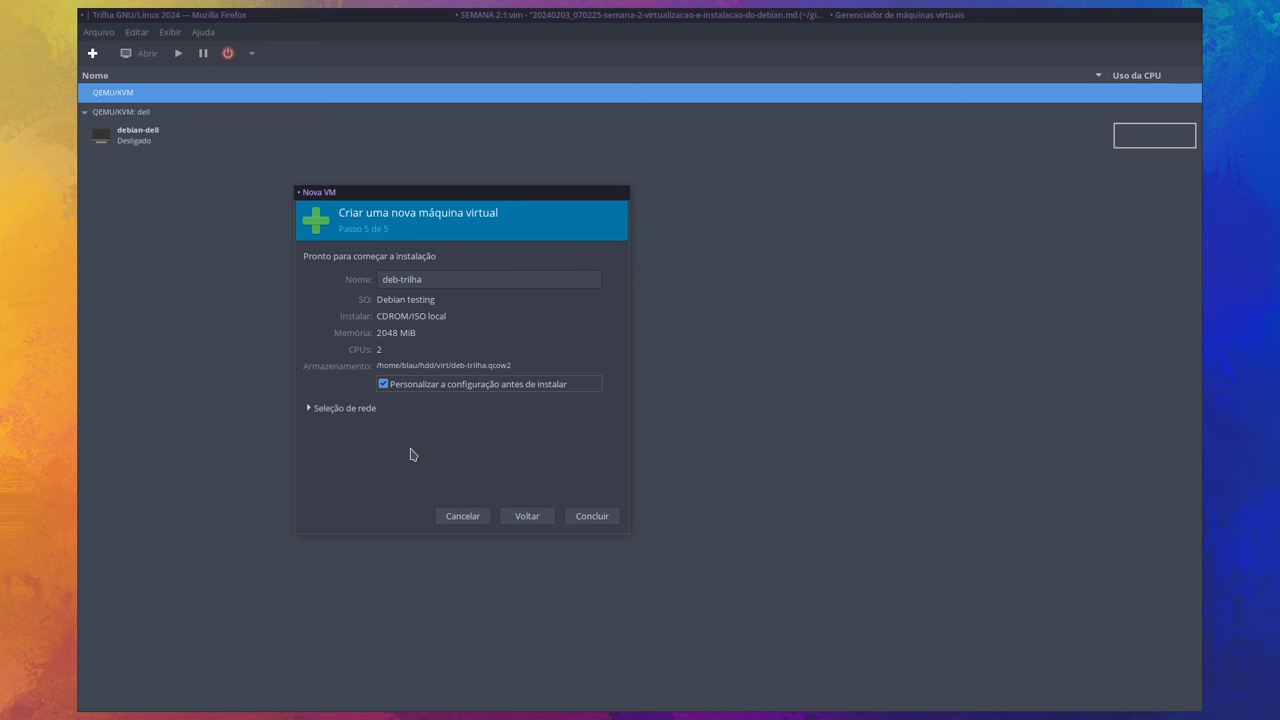 • | Trilha GNU/Linux 2024 — Mozilla Firefox • SEMANA 2:1:vim - "20240203_070225-semana-2-virtualizacao-e-instalacao-do-debian.md (~/gi... • Gerenciador de máquinas virtuais
Arquivo Editar Exibir Ajuda
Abrir
Nome Uso da CPU
QEMU/KVM
QEMU/KVM: dell
debian-dell
Desligado
• Nova VM
Criar uma nova máquina virtual
Passo 5 de 5
Pronto para começar a instalação
Nome: deb-trilha
SO: Debian testing
Instalar: CDROM/ISO local
Memória: 2048 MiB
CPUs: 2
Armazenamento: /home/blau/hdd/virt/deb-trilha.qcow2
Personalizar a configuração antes de instalar
Seleção de rede
Cancelar Voltar Concluir